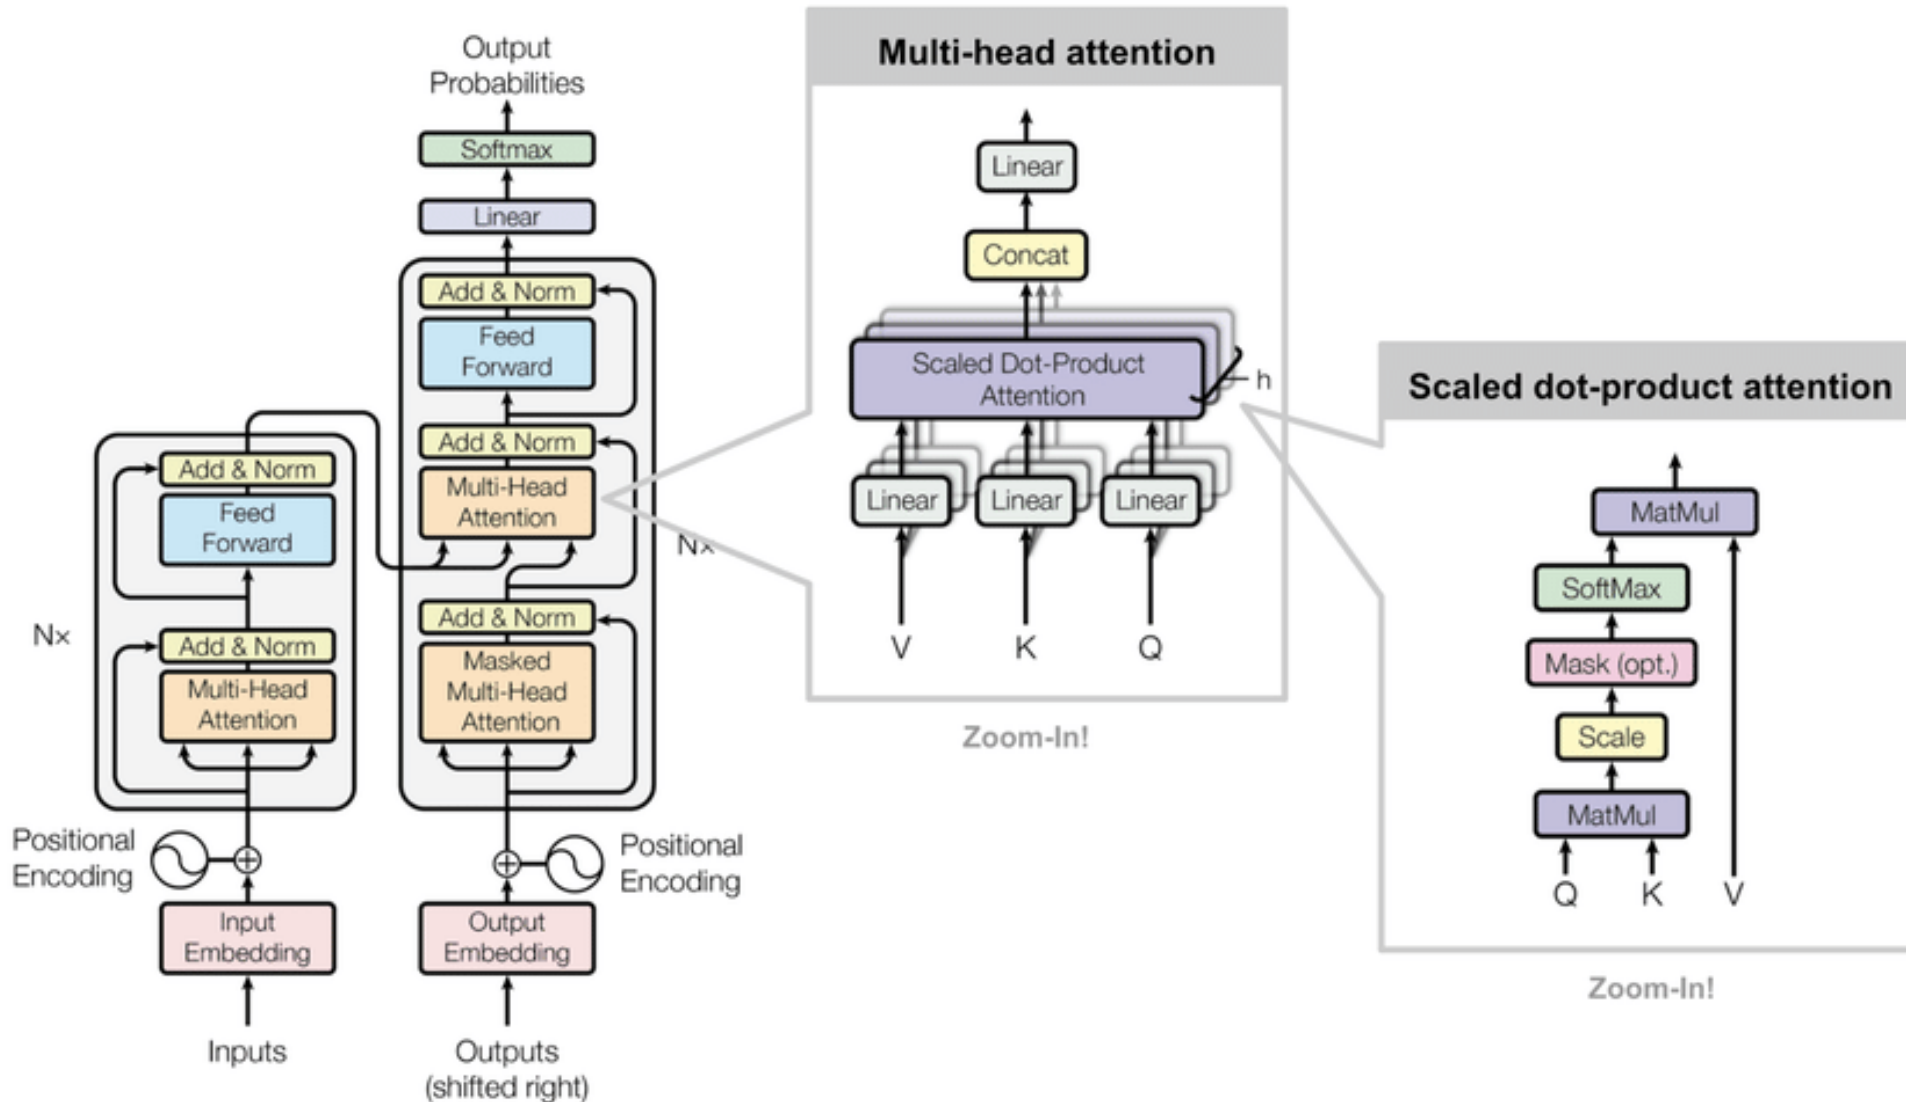 Output
Probabilities
Softmax
Linear
Add & Norm
Feed
Forward
Add & Norm
Multi-Head
Attention
Nx
Add & Norm
Masked
Multi-Head
Attention
Positional
Encoding
Output
Embedding
Outputs
(shifted right)
Add & Norm
Feed
Forward
Nx
Add & Norm
Multi-Head
Attention
Positional
Encoding
Input
Embedding
Inputs
Multi-head attention
Linear
Concat
Scaled Dot-Product
Attention
h
Linear
Linear
Linear
V
K
Q
Zoom-In!
Scaled dot-product attention
MatMul
SoftMax
Mask (opt.)
Scale
MatMul
Q
K
V
Zoom-In!